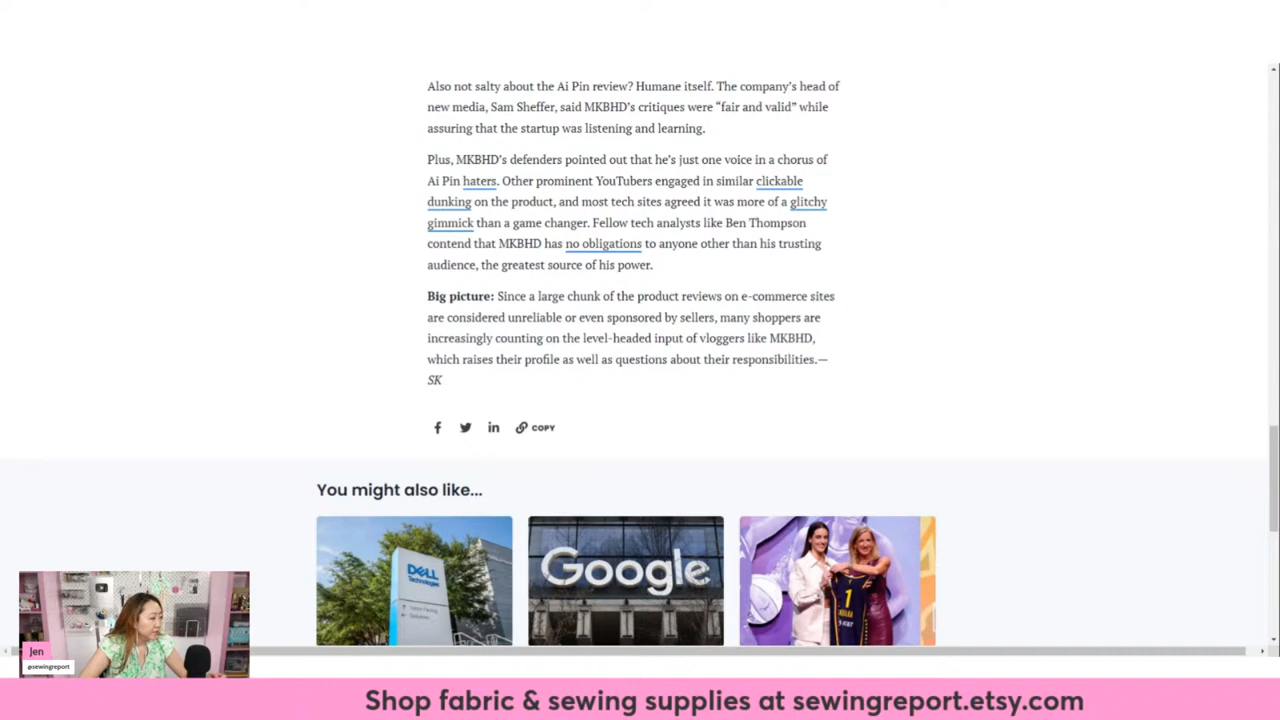 Also not salty about the Ai Pin review? Humane itself. The company's head of
new media, Sam Sheffer, said MKBHD's critiques were “fair and valid” while
assuring that the startup was listening and learning.
Plus, MKBHD's defenders pointed out that he's just one voice in a chorus of
Ai Pin haters. Other prominent YouTubers engaged in similar clickable
dunking on the product, and most tech sites agreed it was more of a glitchy
gimmick than a game changer. Fellow tech analysts like Ben Thompson
contend that MKBHD has no obligations to anyone other than his trusting
audience, the greatest source of his power.
Big picture: Since a large chunk of the product reviews on e-commerce sites
are considered unreliable or even sponsored by sellers, many shoppers are
increasingly counting on the level-headed input of vloggers like MKBHD,
which raises their profile as well as questions about their responsibilities.—
SK
COPY
You might also like...
DELL
Technologies
Google
1
Jen
@sewingreport
Shop fabric & sewing supplies at sewingreport.etsy.com